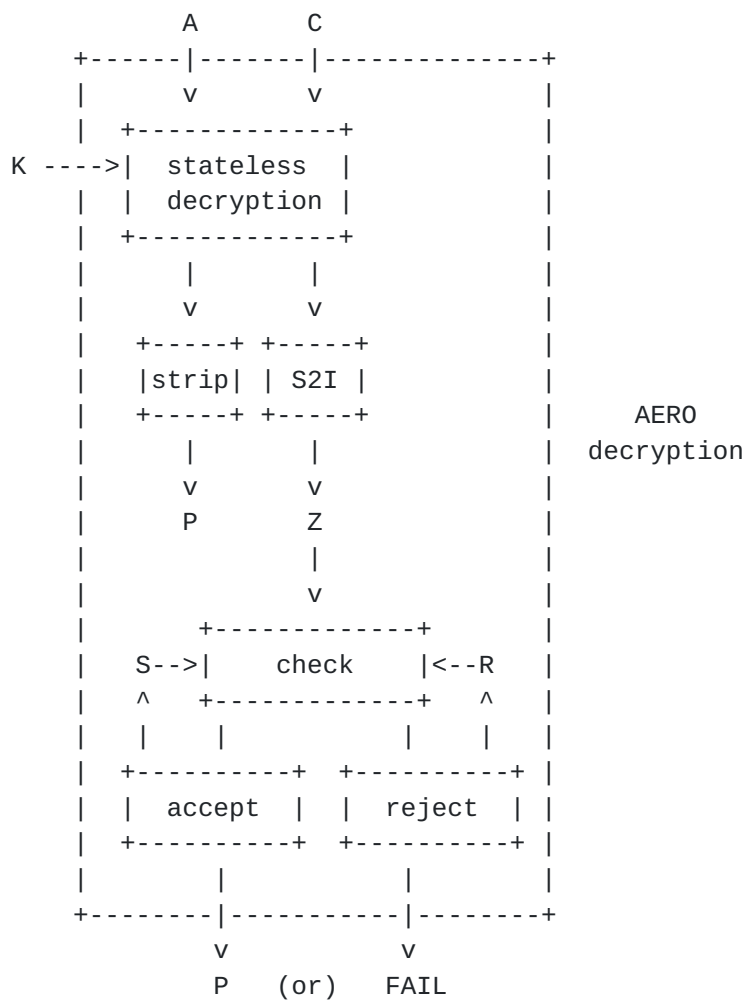 A C
K stateless
decryption
strip S2I
AERO
decryption
P Z
S check R
accept reject
P (or) FAIL